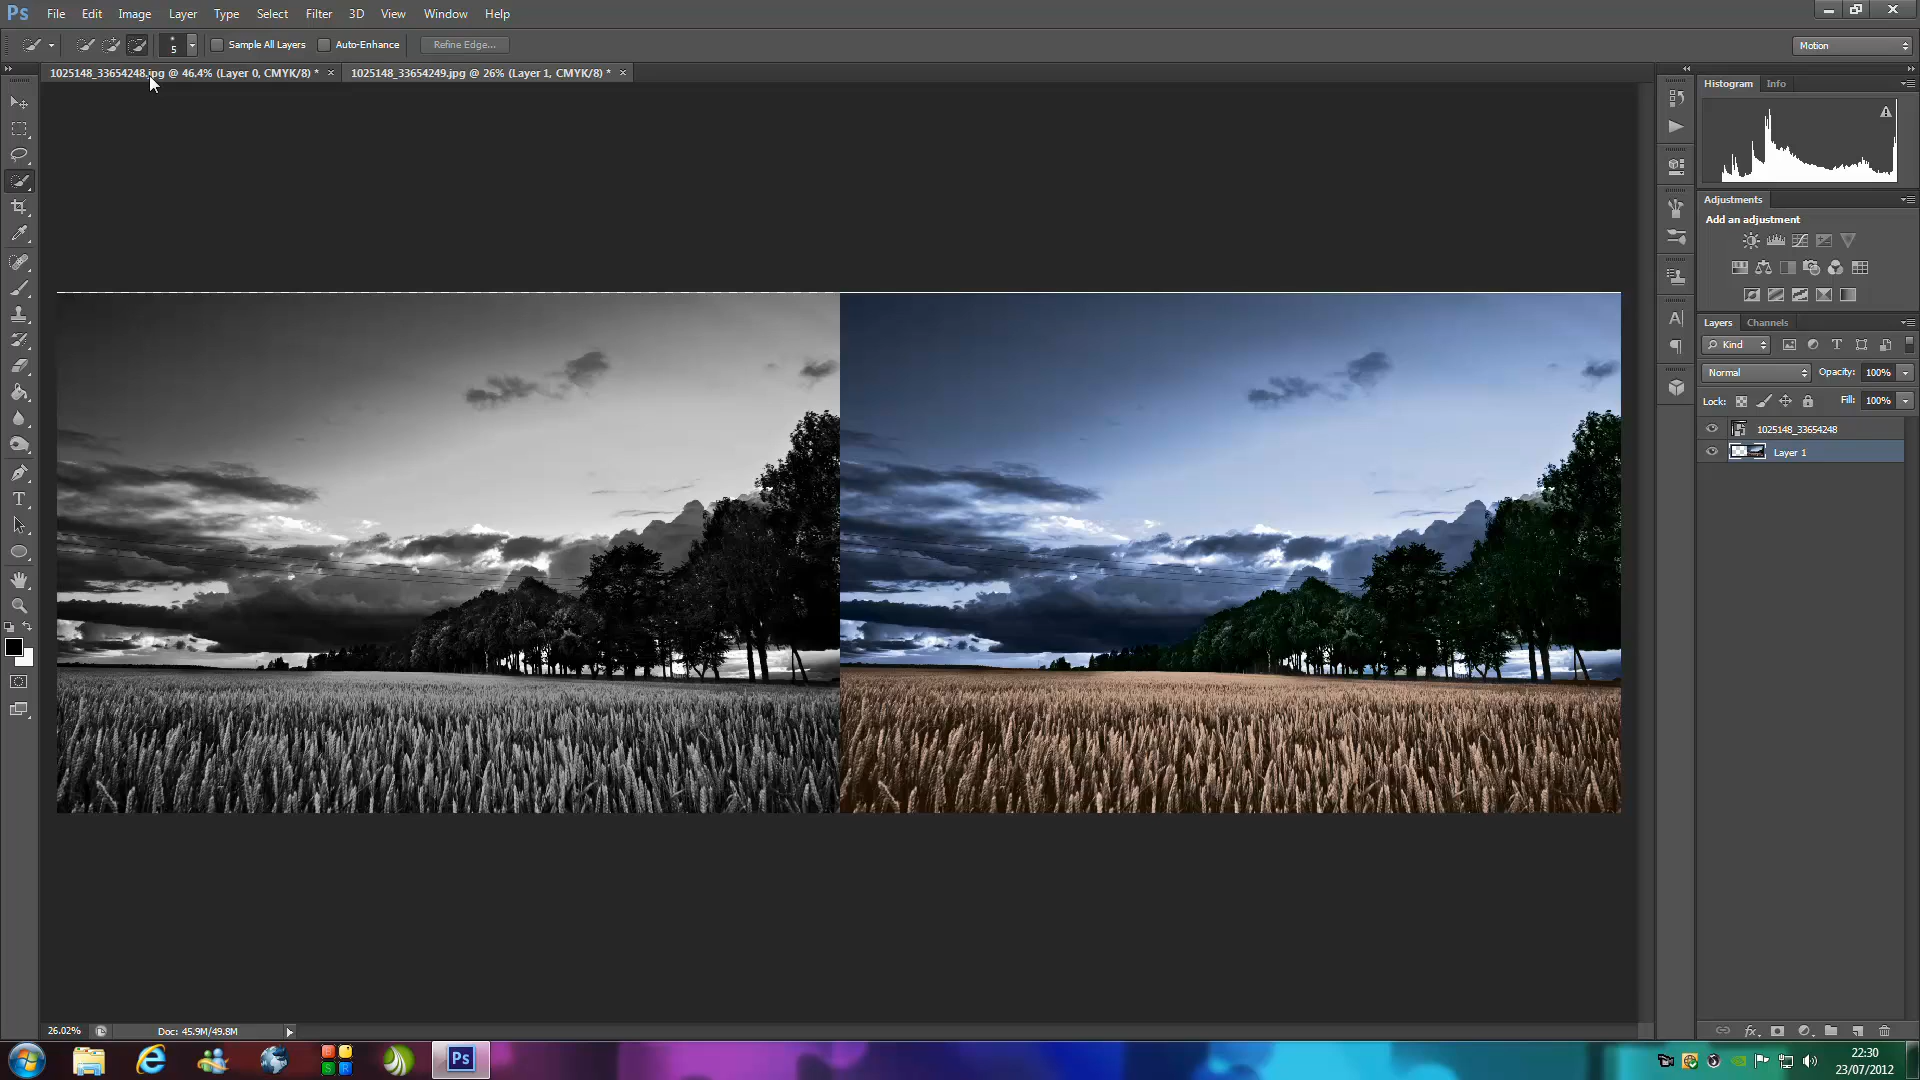 Ps File Edit Image Layer Type Select Filter 3D View Window Help
5 Sample All Layers Auto-Enhance Refine Edge... Motion
1025148_33654248.jpg @ 46.4% (Layer 0, CMYK/8) * × 1025148_33654249.jpg @ 26% (Layer 1, CMYK/8) * ×
Histogram Info
Adjustments
Add an adjustment
Layers Channels
Kind
Normal Opacity: 100%
Lock: Fill: 100%
1025148_33654248
Layer 1
26.02% Doc: 45.9M/49.8M
Ps
22:30
23/07/2012